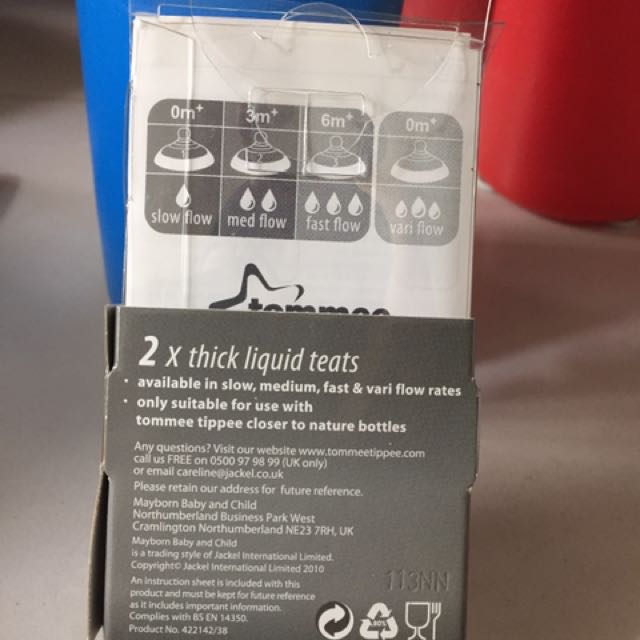 0m+ 3m+ 6m+ 0m+
slow flow med flow fast flow vari flow
tommee
2 x thick liquid teats
· available in slow, medium, fast & vari flow rates
· only suitable for use with
tommee tippee closer to nature bottles
Any questions? Visit our website www.tommeetippee.com
call us FREE on 0500 97 98 99 (UK only)
or email careline@jackel.co.uk
Please retain our address for future reference.
Mayborn Baby and Child
Northumberland Business Park West
Cramlington Northumberland NE23 7RH, UK
Mayborn Baby and Child
is a trading style of Jackel International Limited.
Copyright© Jackel International Limited 2010
An instruction sheet is included with this
product and must be kept for future reference
as it includes important information.
Complies with BS EN 14350.
Product No. 422142/38
113NN
80%